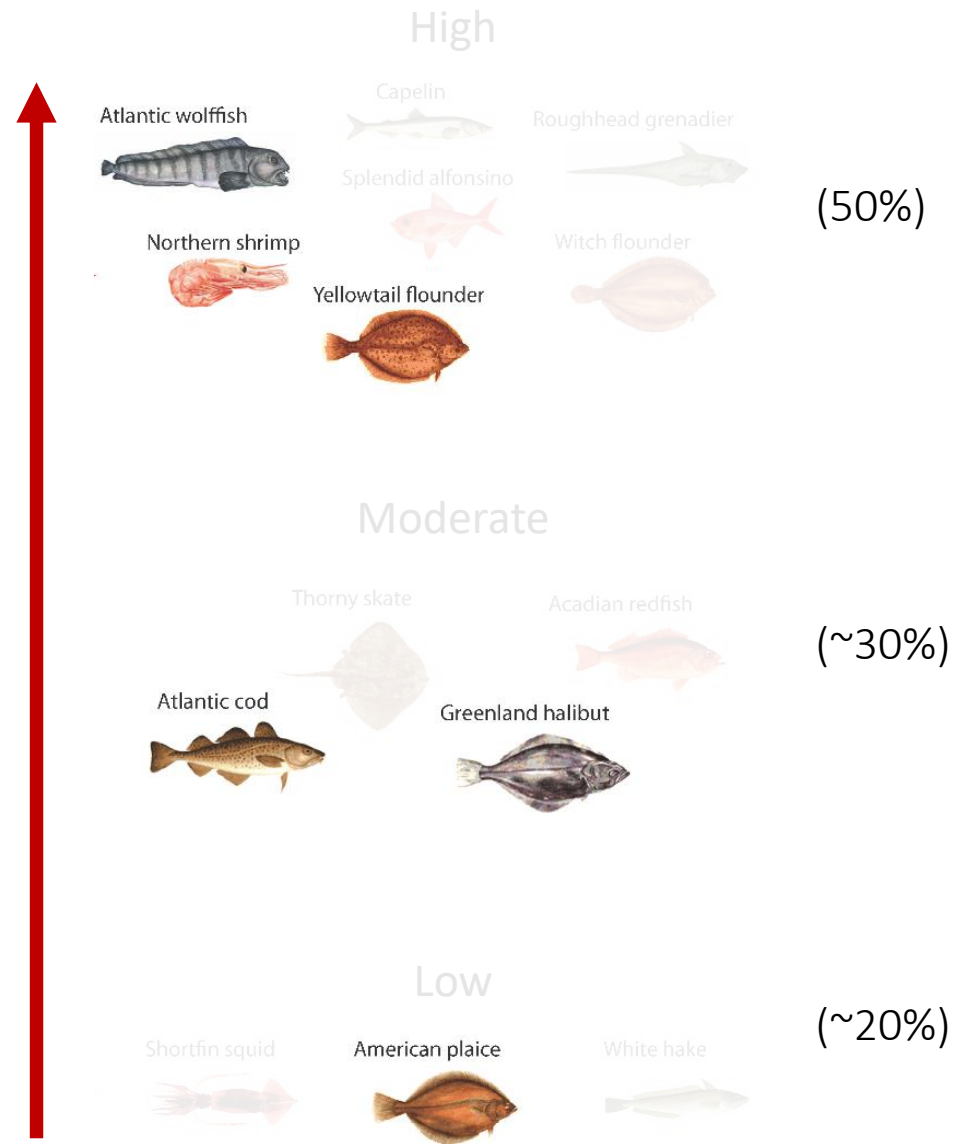 High
Capelin
Atlantic wolffish
Roughhead grenadier
Splendid alfonsino
(50%)
Northern shrimp
Witch flounder
Yellowtail flounder
Moderate
Thorny skate
Acadian redfish
(~30%)
Atlantic cod
Greenland halibut
Low
(~20%)
Shortfin squid
American plaice
White hake